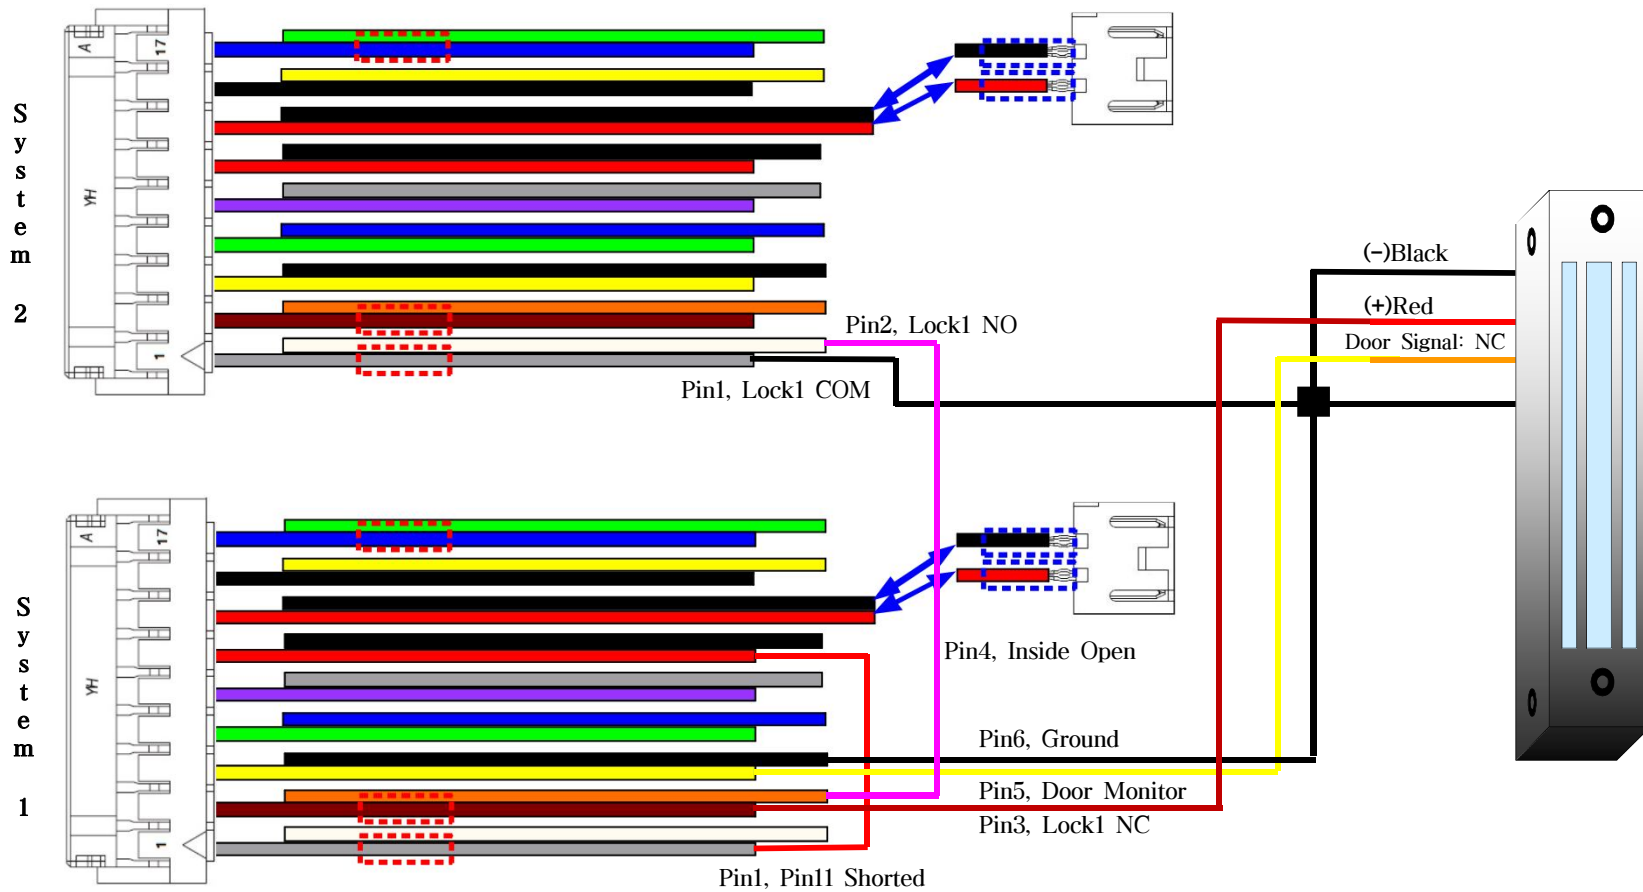 A
17
YH
1
System 2
Pin2, Lock1 NO
Pin1, Lock1 COM
(-)Black
(+)Red
Door Signal: NC
A
17
YH
1
System 1
Pin4, Inside Open
Pin6, Ground
Pin5, Door Monitor
Pin3, Lock1 NC
Pin1, Pin11 Shorted